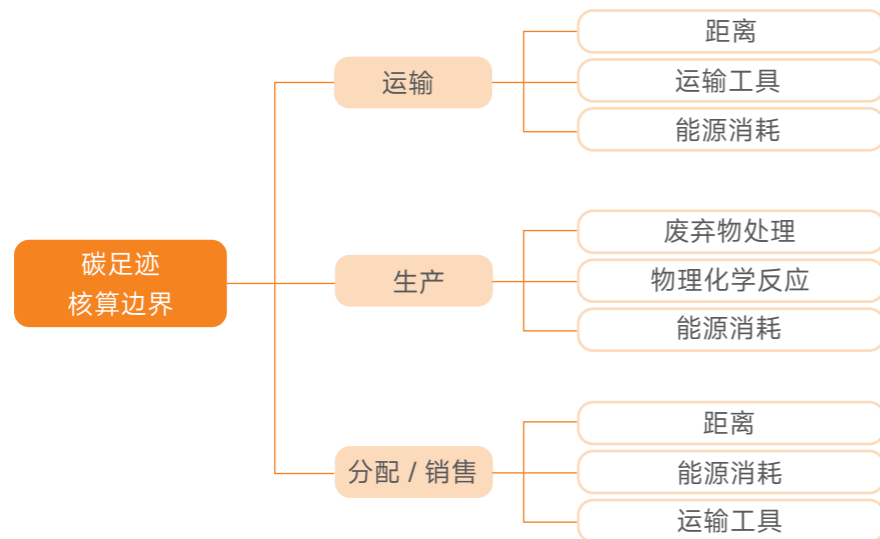 碳足迹
核算边界
运输
距离
运输工具
能源消耗
生产
废弃物处理
物理化学反应
能源消耗
分配 / 销售
距离
能源消耗
运输工具